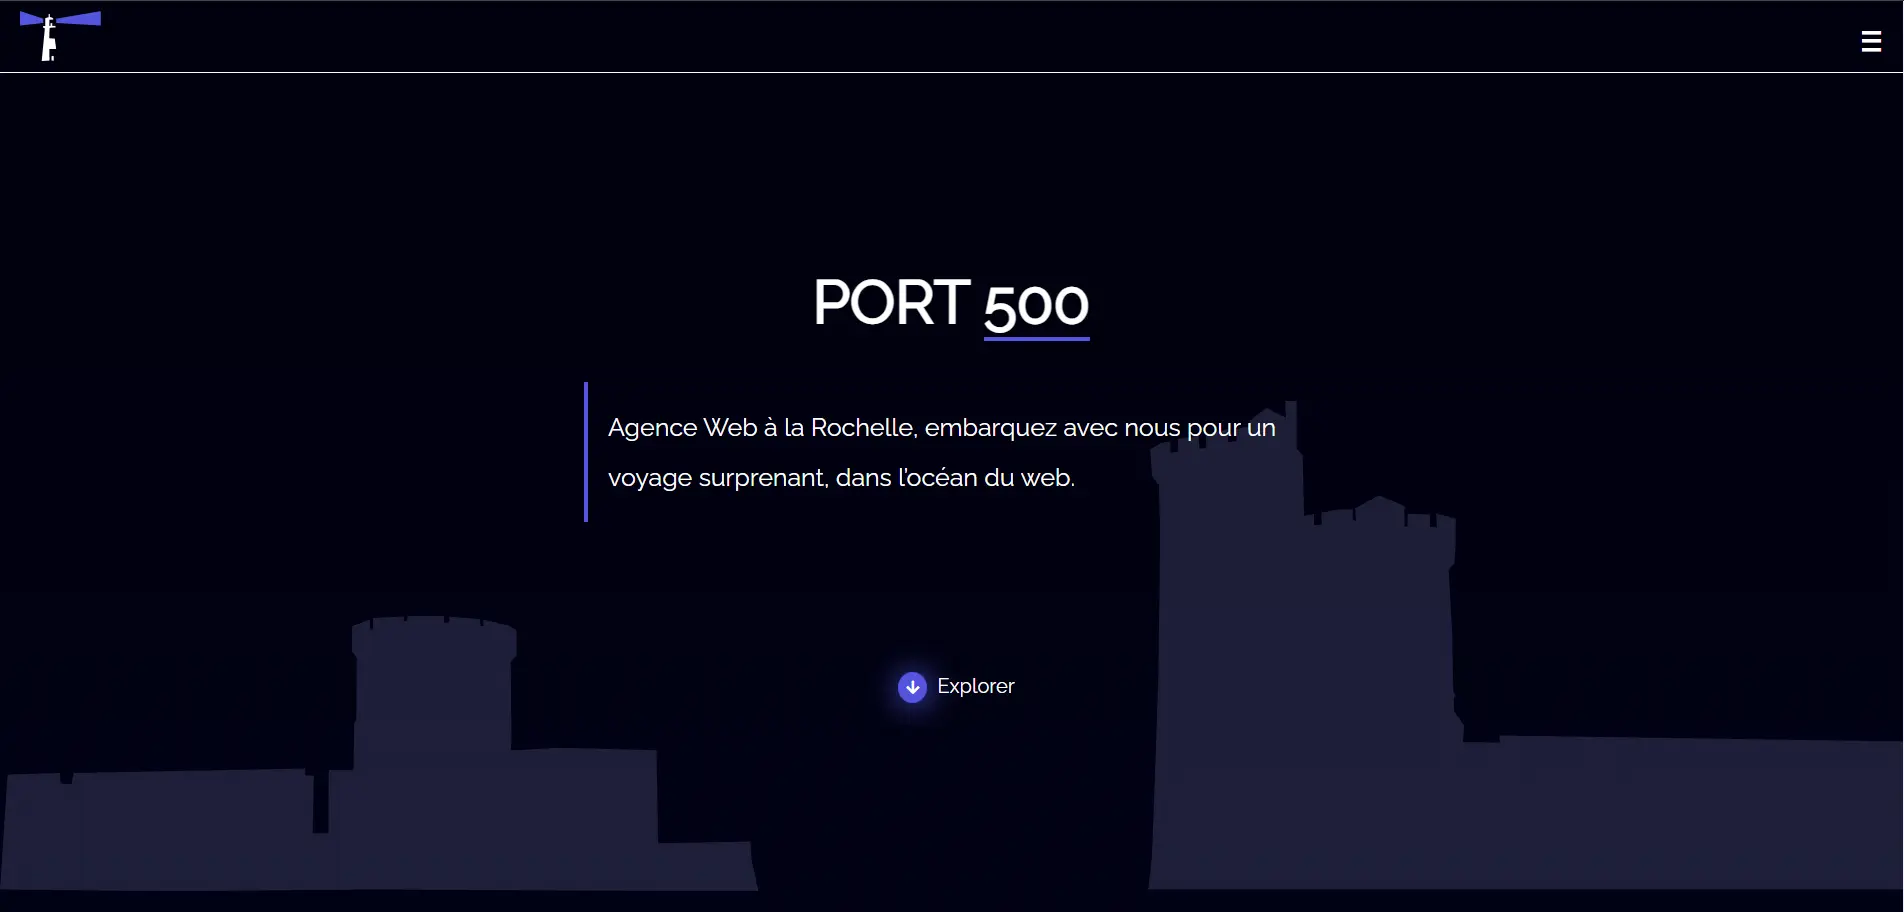 PORT 500
Agence Web à la Rochelle, embarquez avec nous pour un
voyage surprenant, dans l’océan du web.
Explorer